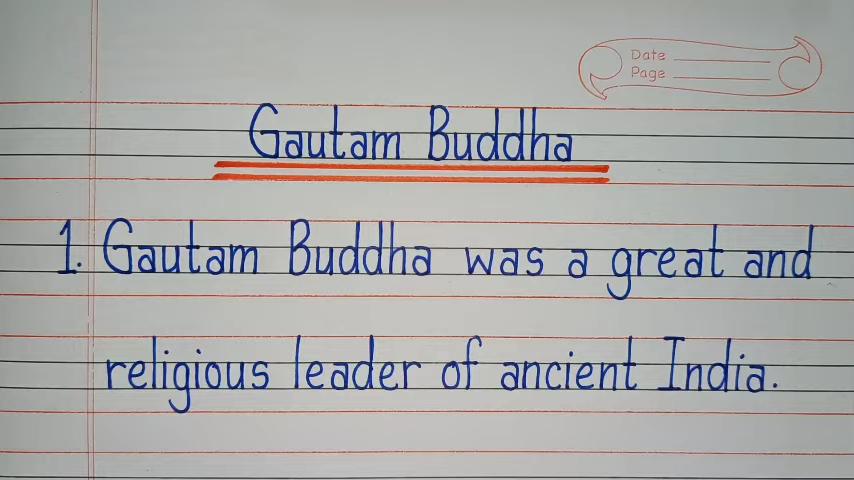 Date
Page
Gautam Buddha
1. Gautam Buddha was a great and
religious leader of ancient India.